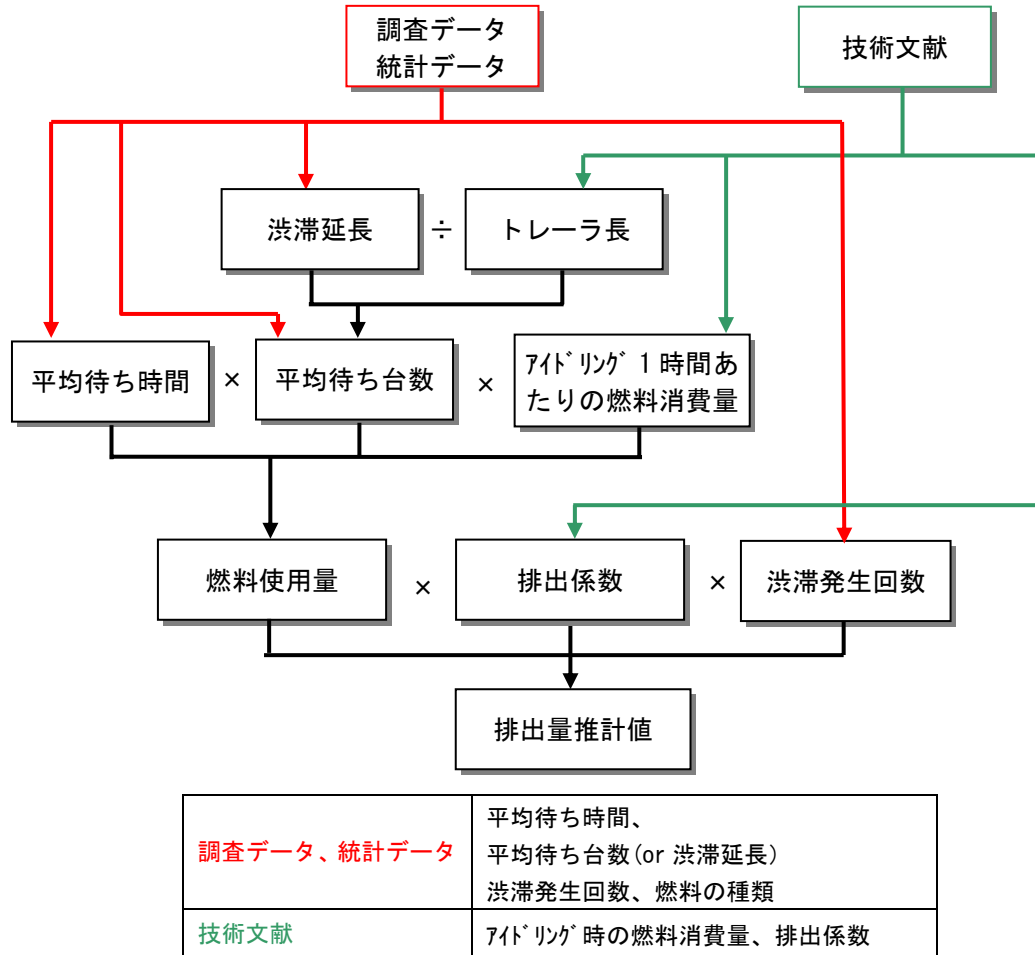 調査データ
統計データ
技術文献
渋滞延長 ÷ トレーラ長
平均待ち時間 × 平均待ち台数 × ｱｲﾄﾞﾘﾝｸﾞ 1 時間あ
たりの燃料消費量
燃料使用量 × 排出係数 × 渋滞発生回数
排出量推計値
調査データ、統計データ
平均待ち時間、
平均待ち台数(or 渋滞延長)
渋滞発生回数、燃料の種類
技術文献
ｱｲﾄﾞﾘﾝｸﾞ時の燃料消費量、排出係数